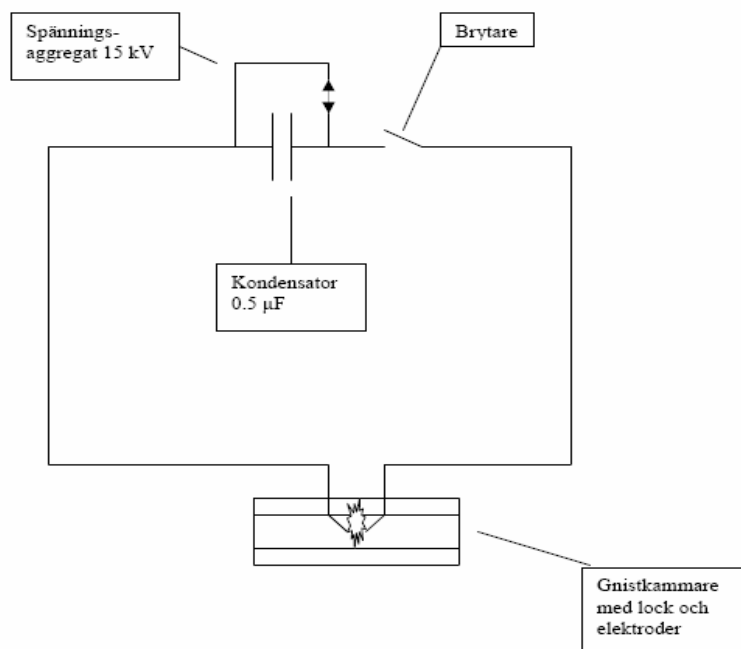 Spännings-
aggregat 15 kV
Brytare
Kondensator
0.5 µF
Gnistkammare
med lock och
elektroder